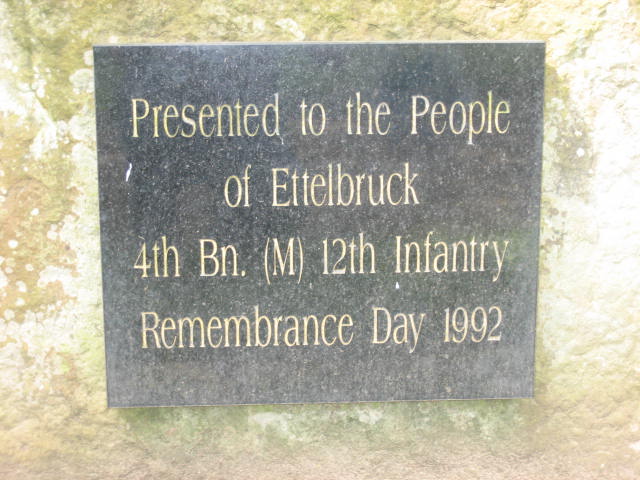 Presented to the People
of Ettelbruck
4th Bn. (M) 12th Infantry
Remembrance Day 1992